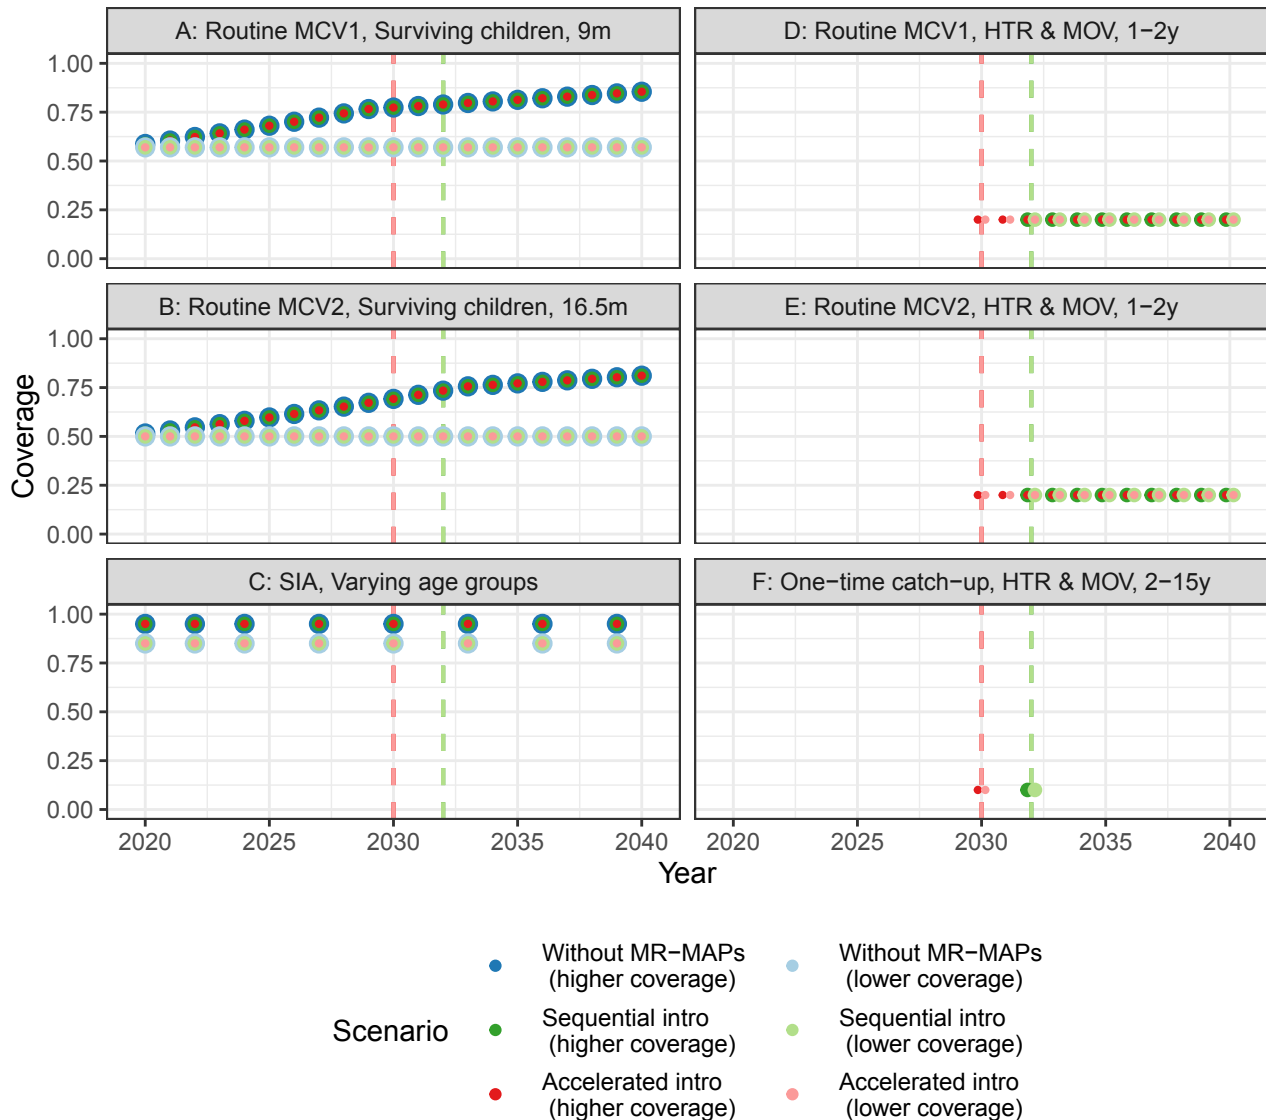 A: Routine MCV1, Surviving children, 9m
D: Routine MCV1, HTR & MOV, 1−2y
1.00
0.75
0.50
0.25
0.00
B: Routine MCV2, Surviving children, 16.5m
E: Routine MCV2, HTR & MOV, 1−2y
1.00
0.75
0.50
0.25
0.00
Coverage
C: SIA, Varying age groups
F: One−time catch−up, HTR & MOV, 2−15y
1.00
0.75
0.50
0.25
0.00
2020 2025 2030 2035 2040
2020 2025 2030 2035 2040
Year
Scenario
Without MR−MAPs
(higher coverage)
Sequential intro
(higher coverage)
Accelerated intro
(higher coverage)
Without MR−MAPs
(lower coverage)
Sequential intro
(lower coverage)
Accelerated intro
(lower coverage)